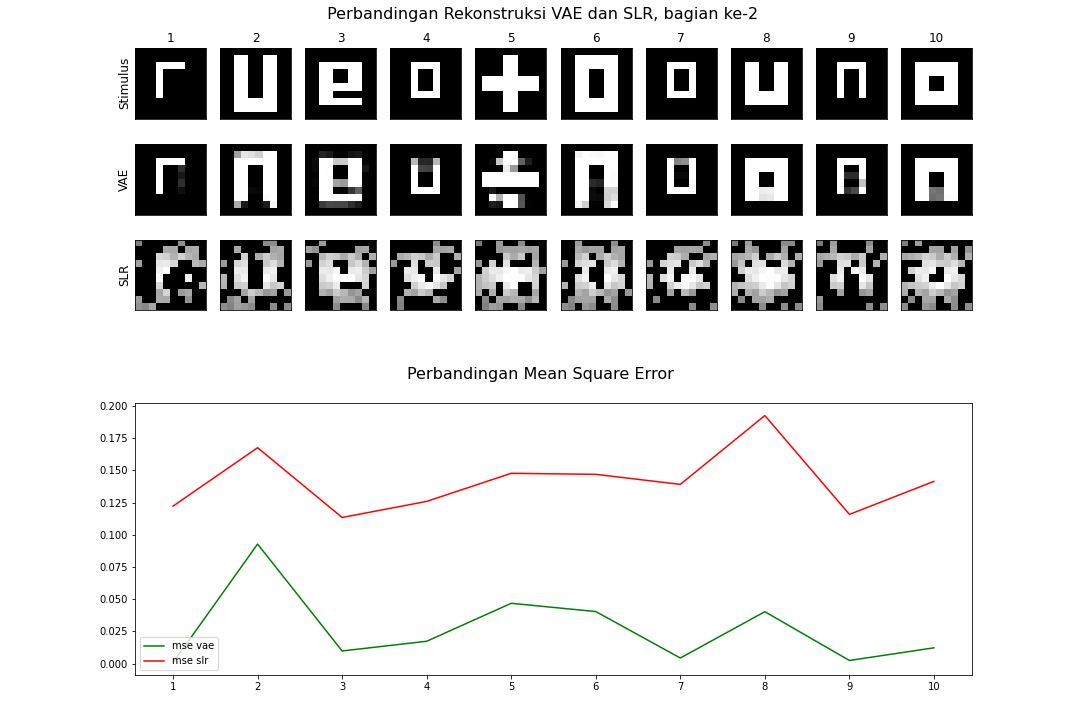 Perbandingan Rekonstruksi VAE dan SLR, bagian ke-2
1 2 3 4 5 6 7 8 9 10
Stimulus
VAE
SLR
Perbandingan Mean Square Error
0.200
0.175
0.150
0.125
0.100
0.075
0.050
0.025
0.000
mse vae
mse slr
1 2 3 4 5 6 7 8 9 10